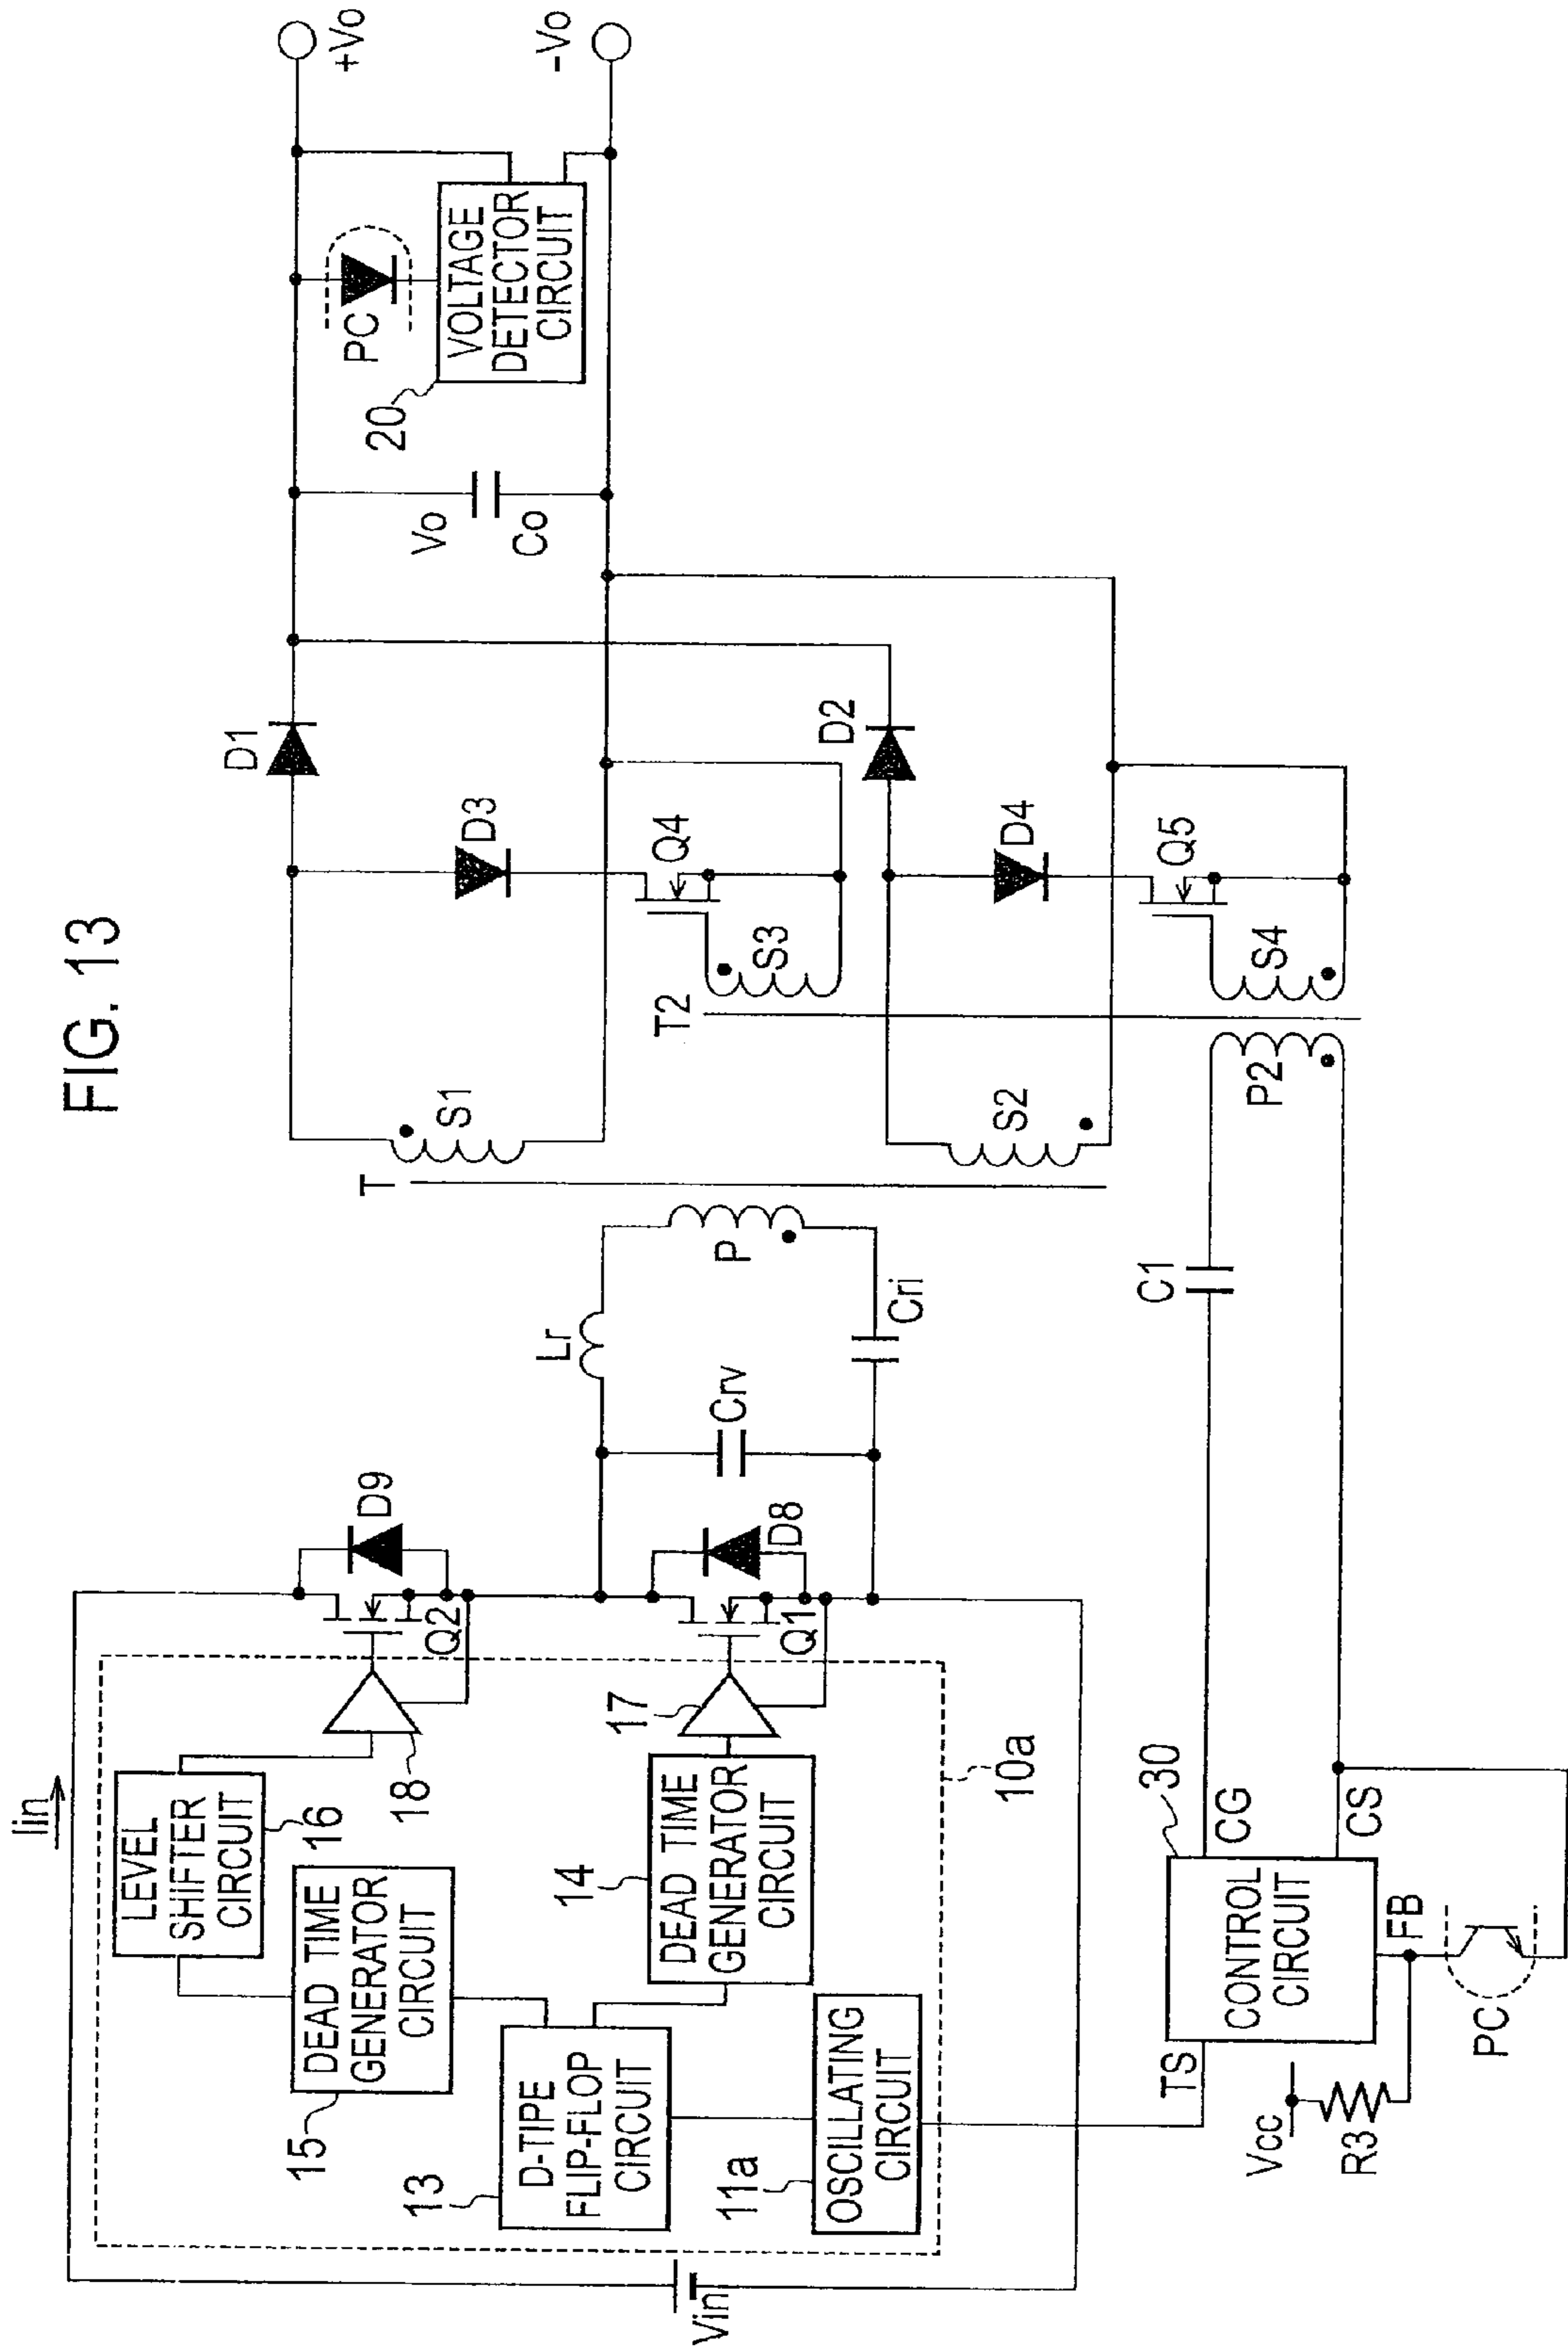 FIG. 13
Iin
LEVEL
SHIFTER
CIRCUIT
16
DEAD TIME
GENERATOR
CIRCUIT
15
18
Q2
D9
D-TIPE
FLIP-FLOP
CIRCUIT
13
DEAD TIME
GENERATOR
CIRCUIT
14
17
Q1
D8
OSCILLATING
CIRCUIT
11a
10a
Vin
Lr
Crv
Cri
P
T
S1
S2
D1
D3
Q4
S3
T2
D2
D4
Q5
S4
P2
C1
Vo
Co
PC
VOLTAGE
DETECTOR
CIRCUIT
20
+Vo
-Vo
CONTROL
CIRCUIT
30
TS
CG
CS
FB
Vcc
R3
PC